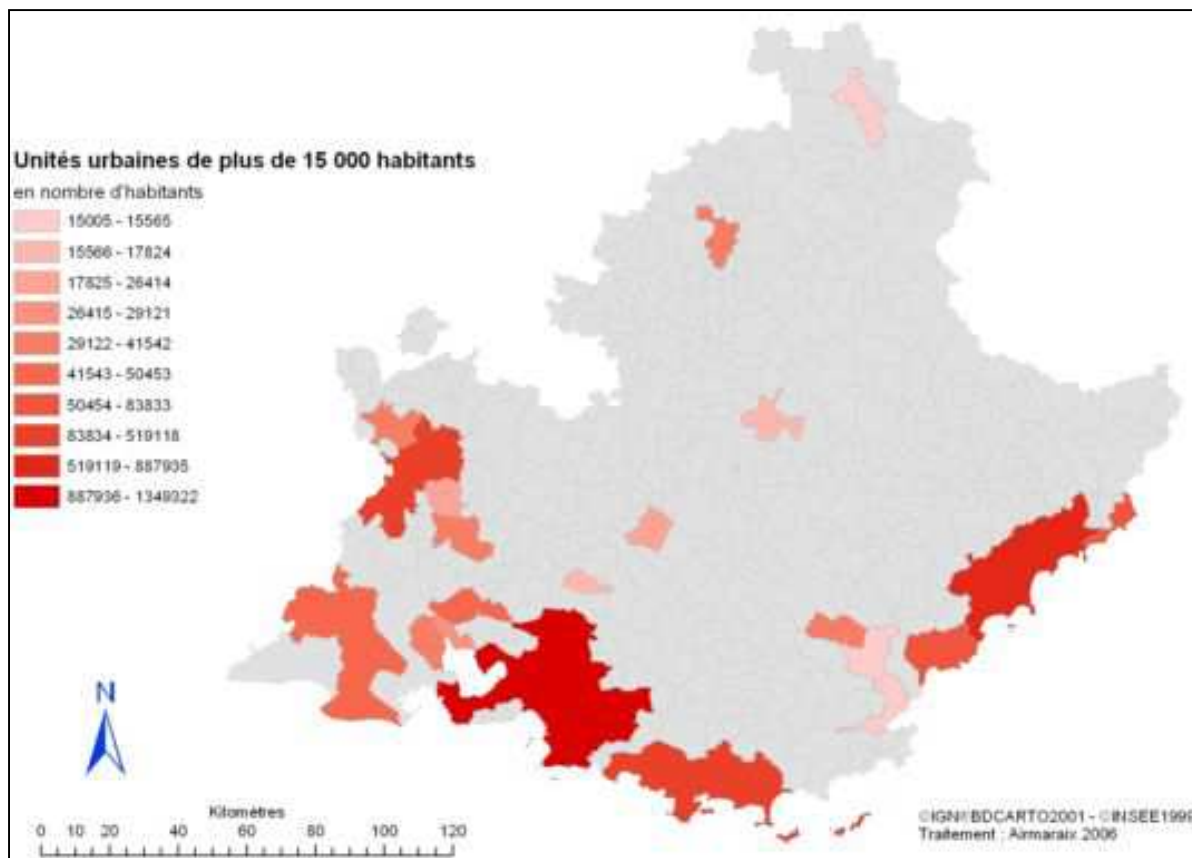 Unités urbaines de plus de 15 000 habitants
en nombre d'habitants
15005 - 15565
15566 - 17824
17825 - 26414
26415 - 29121
29122 - 41542
41543 - 50453
50454 - 83833
83834 - 519118
519119 - 887935
887936 - 1349322
N
Kilomètres
0 10 20 40 60 80 100 120
©IGN®BDCARTO2001 - ©INSEE1999
Traitement : Airmaraix 2006